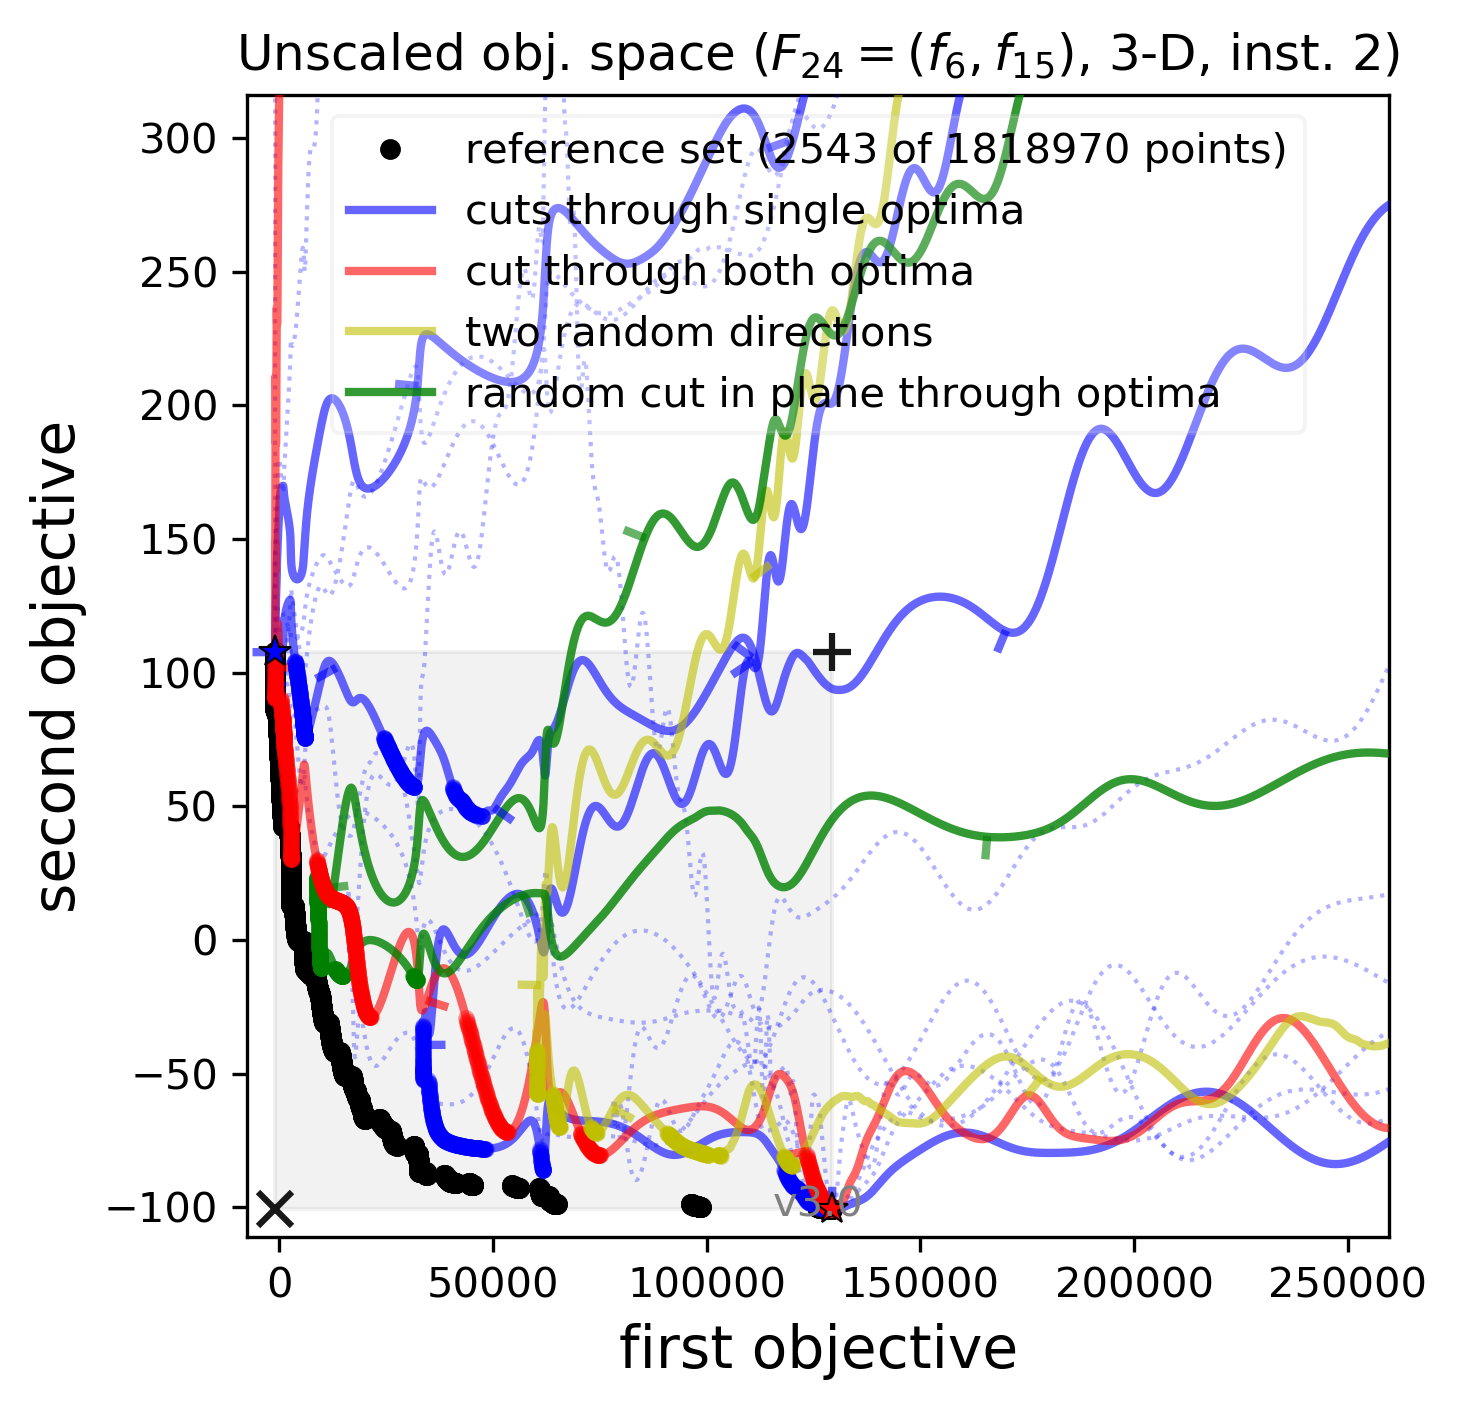 Unscaled obj. space (F₂₄ = (f₆, f₁₅), 3-D, inst. 2)
reference set (2543 of 1818970 points)
cuts through single optima
cut through both optima
two random directions
random cut in plane through optima
300
250
200
150
100
50
0
−50
−100
second objective
v3.0
0 50000 100000 150000 200000 250000
first objective